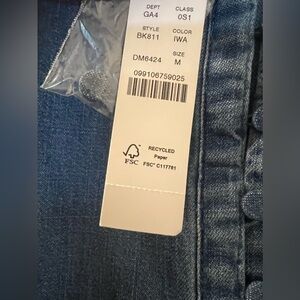 DEPT CLASS
GA4 0S1
STYLE COLOR
BK811 IWA
SIZE
DM6424 M
099106759025
RECYCLED
Paper
FSC FSC® C117781